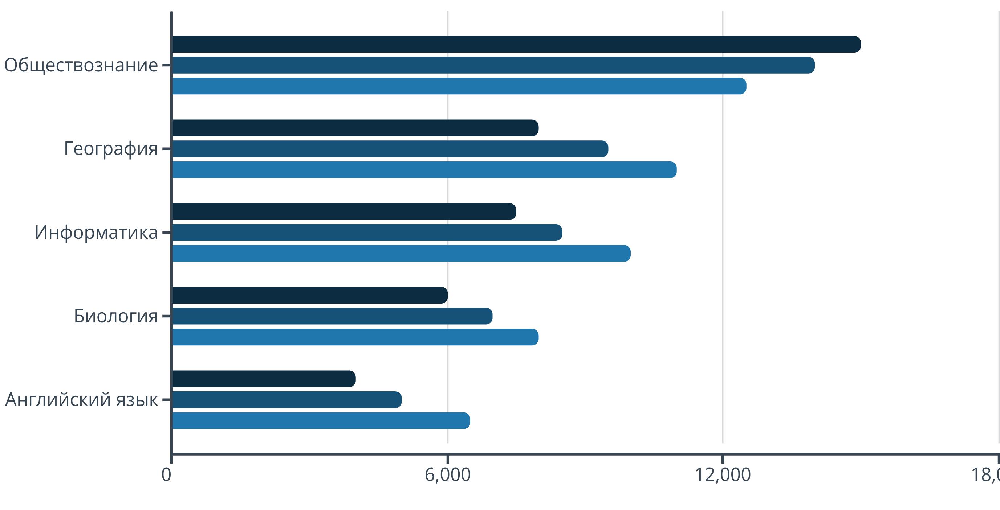 Обществознание
География
Информатика
Биология
Английский язык
0 6,000 12,000